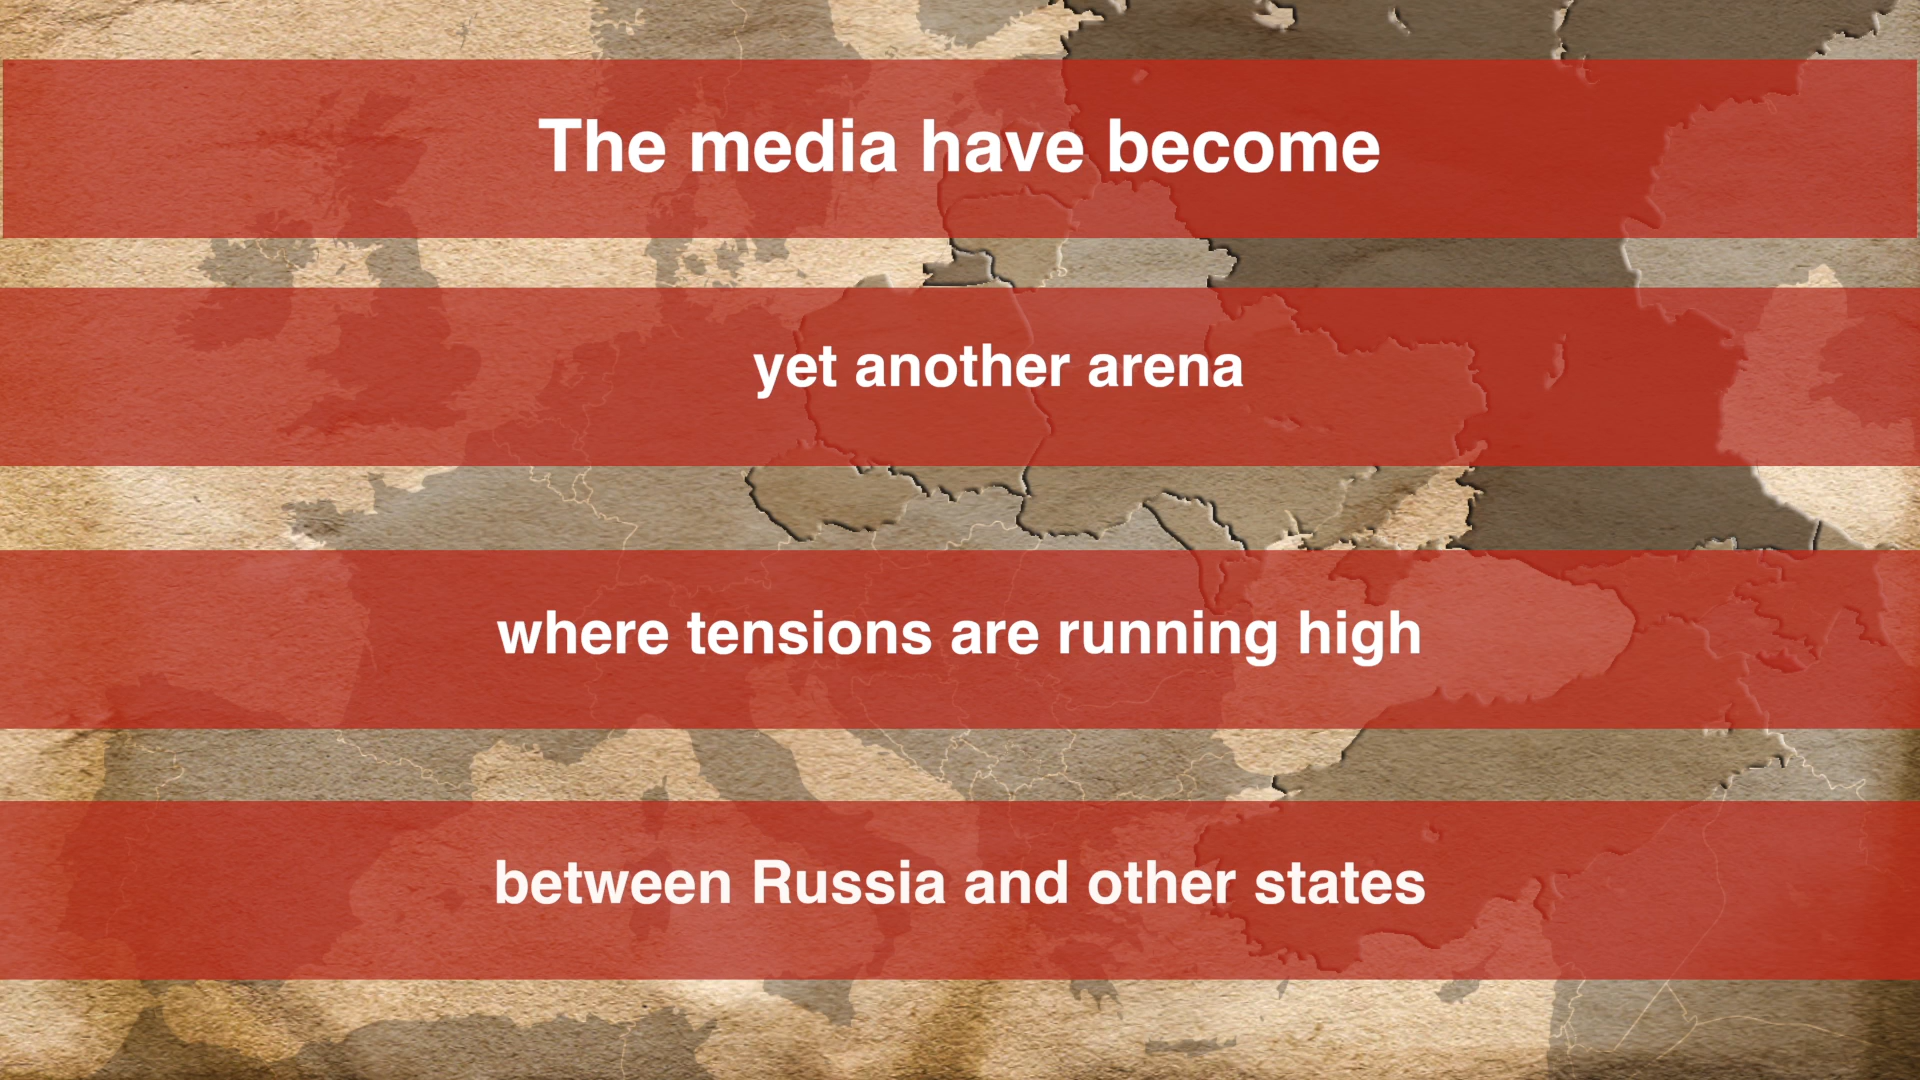 The media have become
yet another arena
where tensions are running high
between Russia and other states